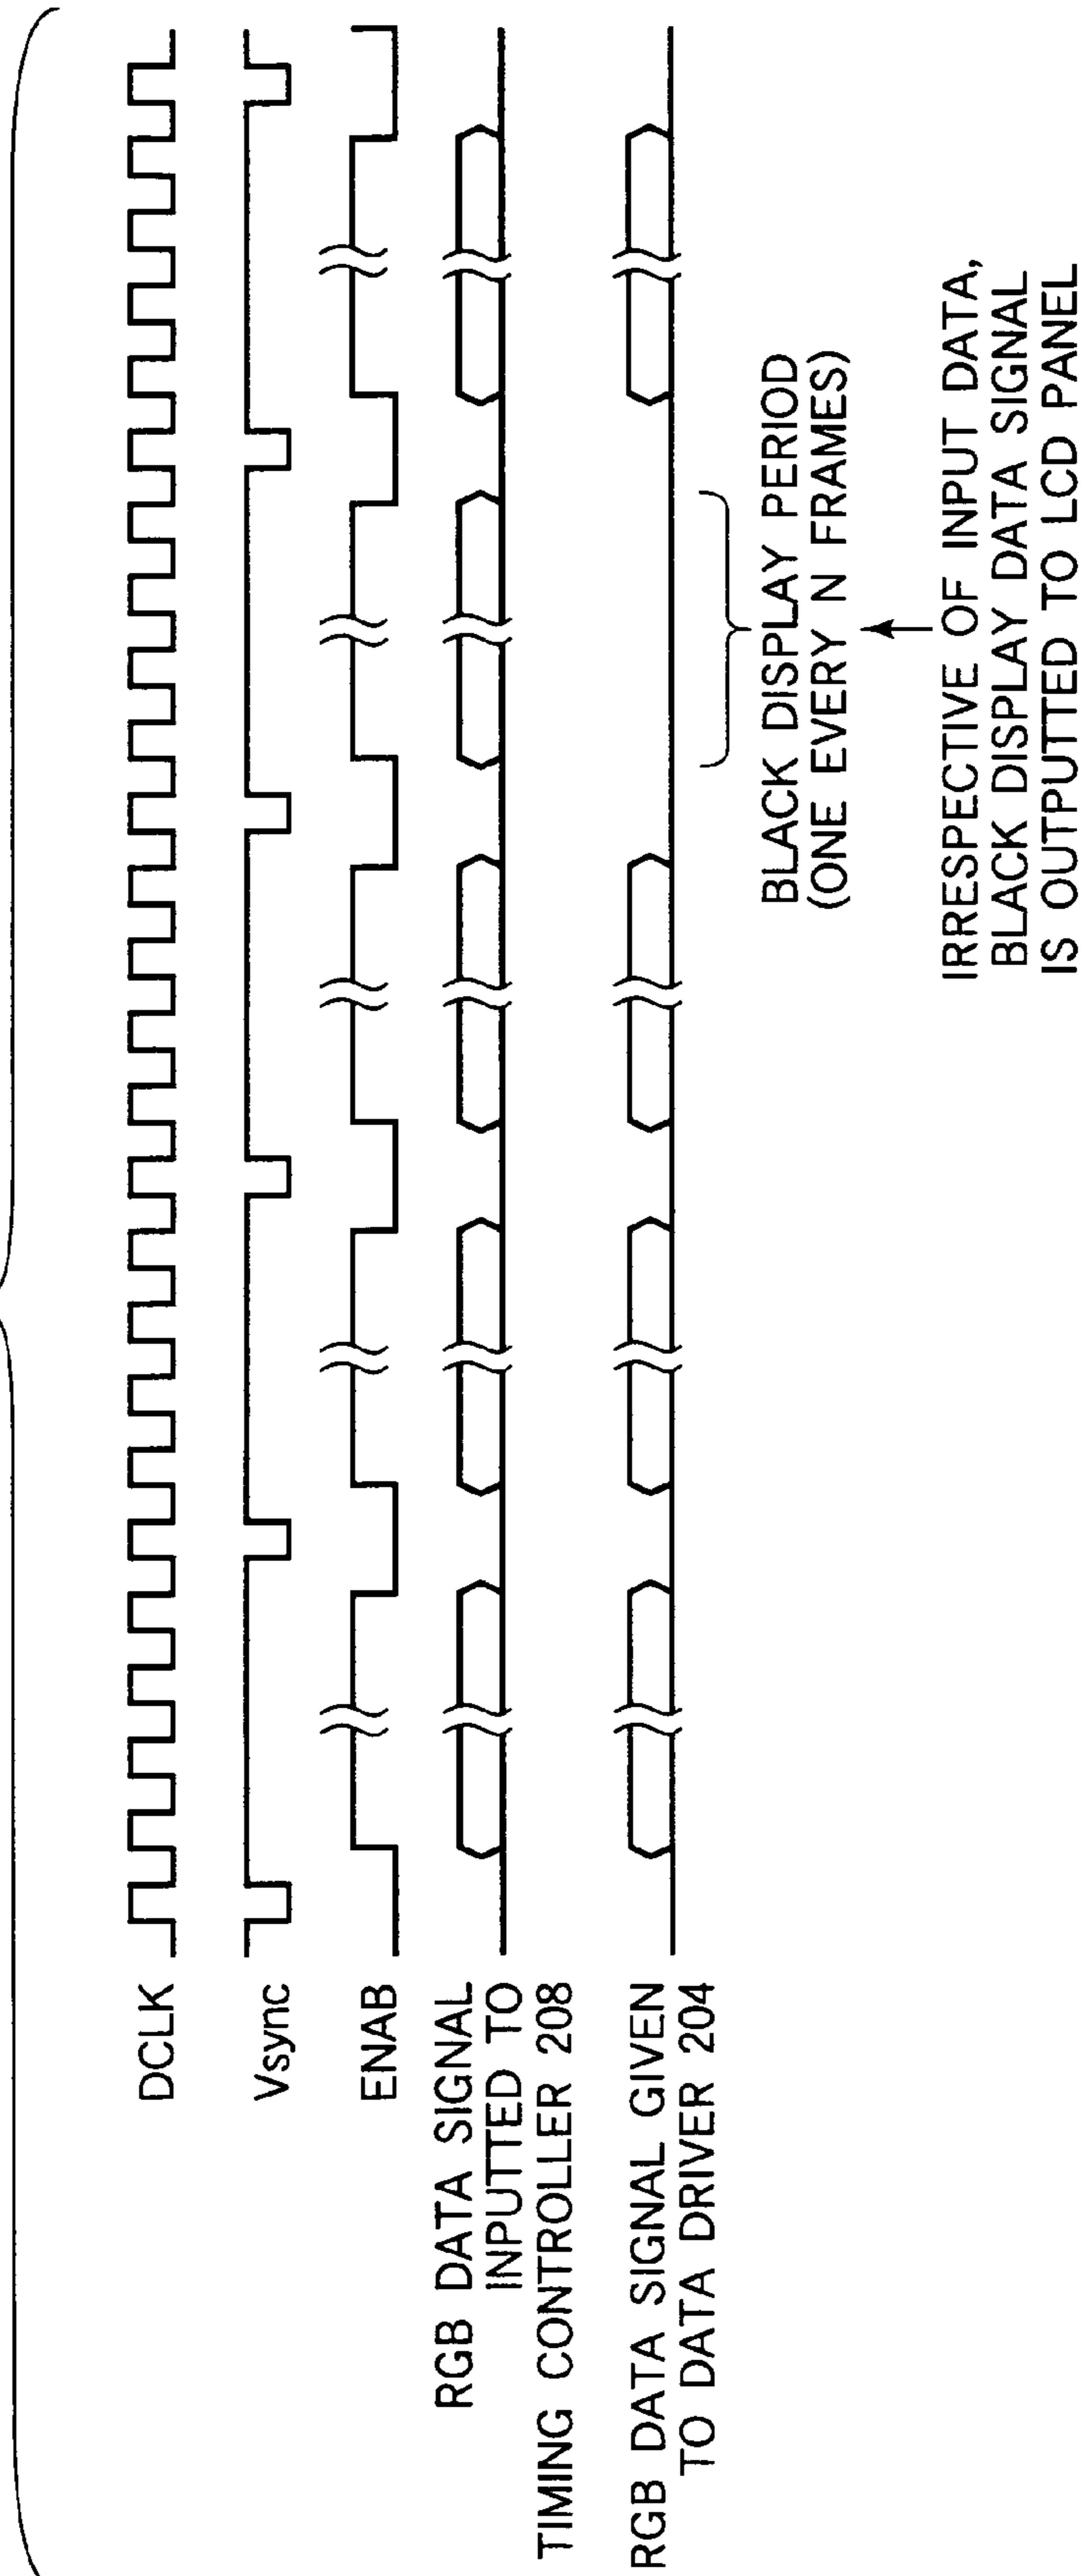 DCLK
Vsync
ENAB
RGB DATA SIGNAL
INPUTTED TO
TIMING CONTROLLER 208
RGB DATA SIGNAL GIVEN
TO DATA DRIVER 204
BLACK DISPLAY PERIOD
(ONE EVERY N FRAMES)
IRRESPECTIVE OF INPUT DATA,
BLACK DISPLAY DATA SIGNAL
IS OUTPUTTED TO LCD PANEL